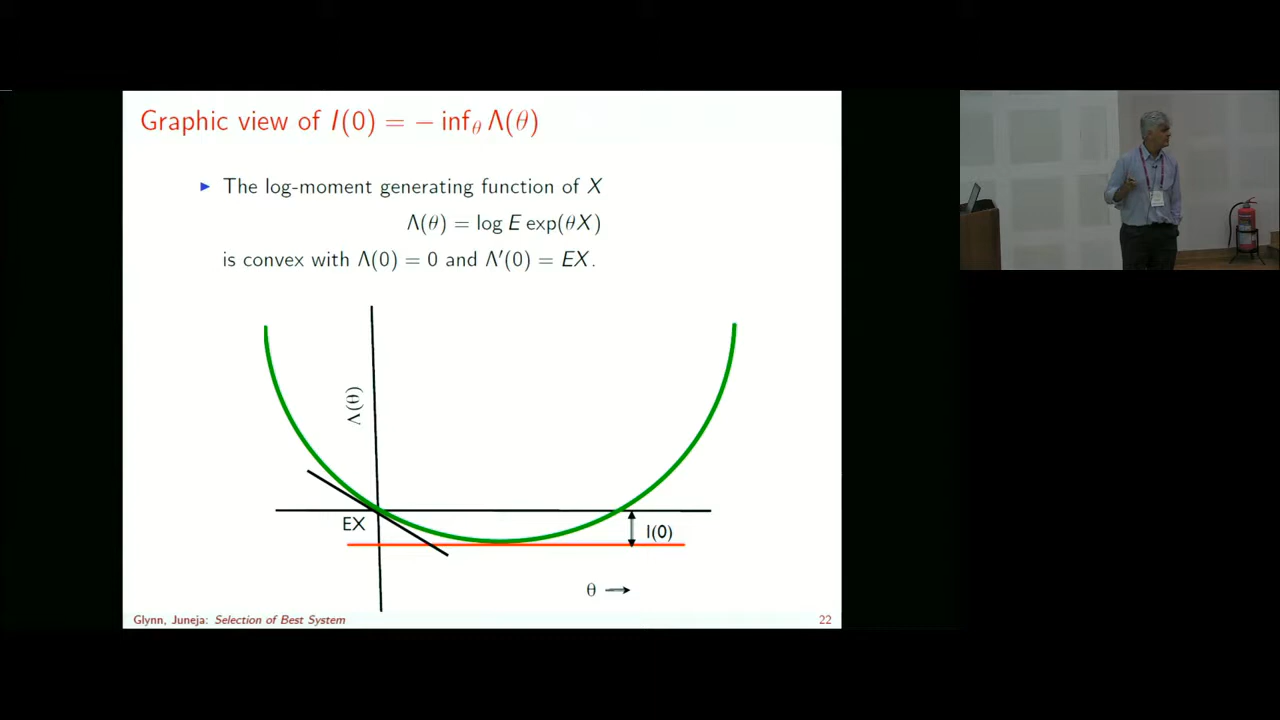 Graphic view of I(0) = − inf_θ Λ(θ)
▶ The log-moment generating function of X
Λ(θ) = log E exp(θX)
is convex with Λ(0) = 0 and Λ′(0) = EX.
Λ(θ)
EX
I(0)
θ →
Glynn, Juneja: Selection of Best System
22